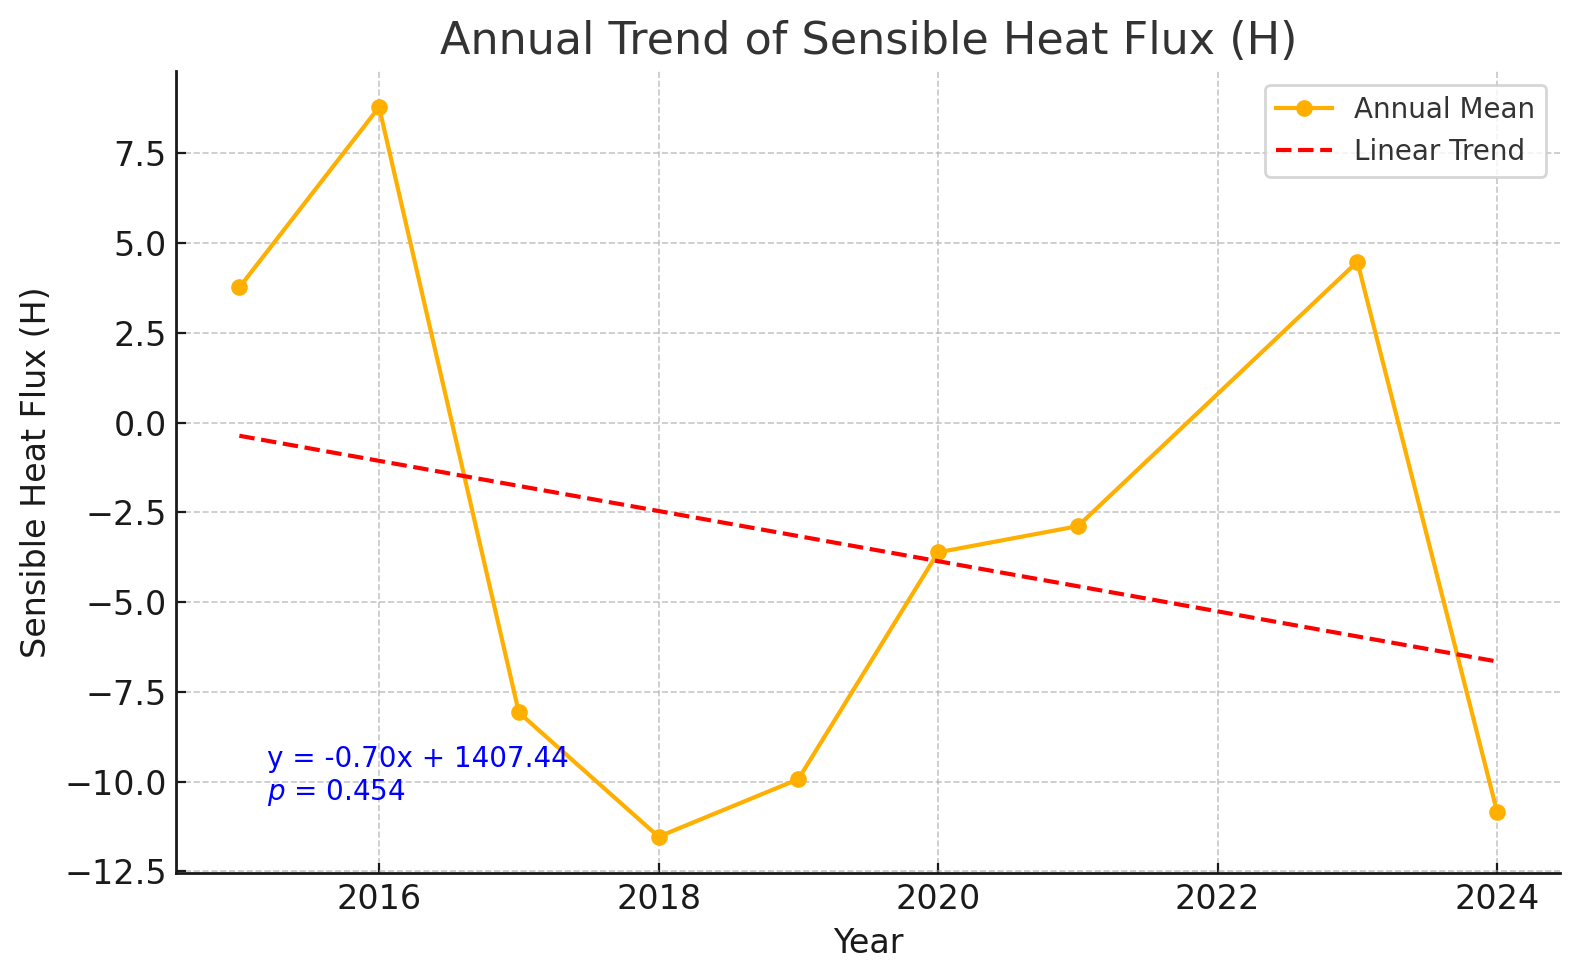 Annual Trend of Sensible Heat Flux (H)
Annual Mean
Linear Trend
Sensible Heat Flux (H)
7.5
5.0
2.5
0.0
−2.5
−5.0
−7.5
−10.0
−12.5
y = -0.70x + 1407.44
p = 0.454
2016
2018
2020
2022
2024
Year